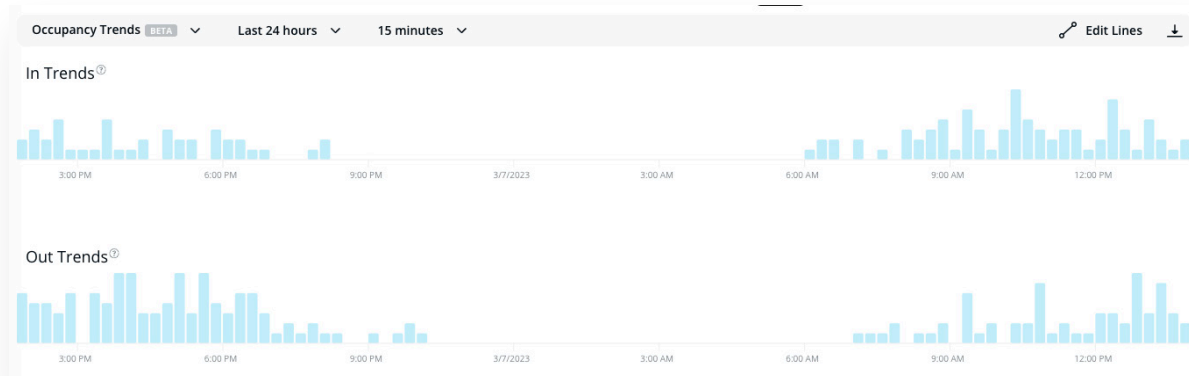 Occupancy Trends BETA Last 24 hours 15 minutes Edit Lines
In Trends ?
3:00 PM 6:00 PM 9:00 PM 3/7/2023 3:00 AM 6:00 AM 9:00 AM 12:00 PM
Out Trends ?
3:00 PM 6:00 PM 9:00 PM 3/7/2023 3:00 AM 6:00 AM 9:00 AM 12:00 PM